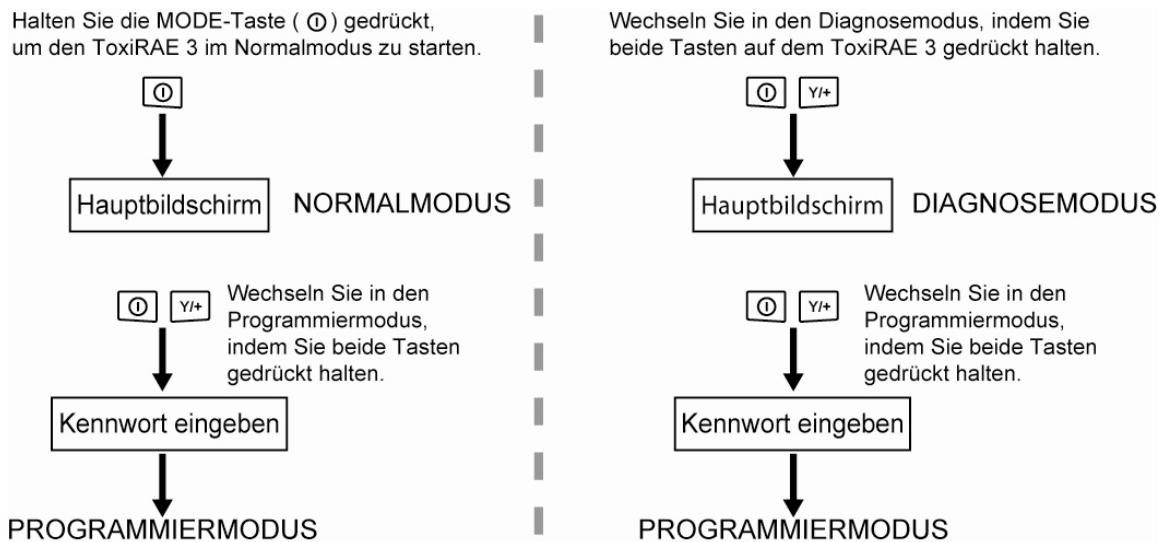 Halten Sie die MODE-Taste ( ⏼ ) gedrückt,
um den ToxiRAE 3 im Normalmodus zu starten.
Y/+
Hauptbildschirm
NORMALMODUS
Y/+
Wechseln Sie in den
Programmiermodus,
indem Sie beide Tasten
gedrückt halten.
Kennwort eingeben
PROGRAMMIERMODUS
Wechseln Sie in den Diagnosemodus, indem Sie
beide Tasten auf dem ToxiRAE 3 gedrückt halten.
Y/+
Hauptbildschirm
DIAGNOSEMODUS
Wechseln Sie in den
Programmiermodus,
indem Sie beide Tasten
gedrückt halten.
Kennwort eingeben
PROGRAMMIERMODUS